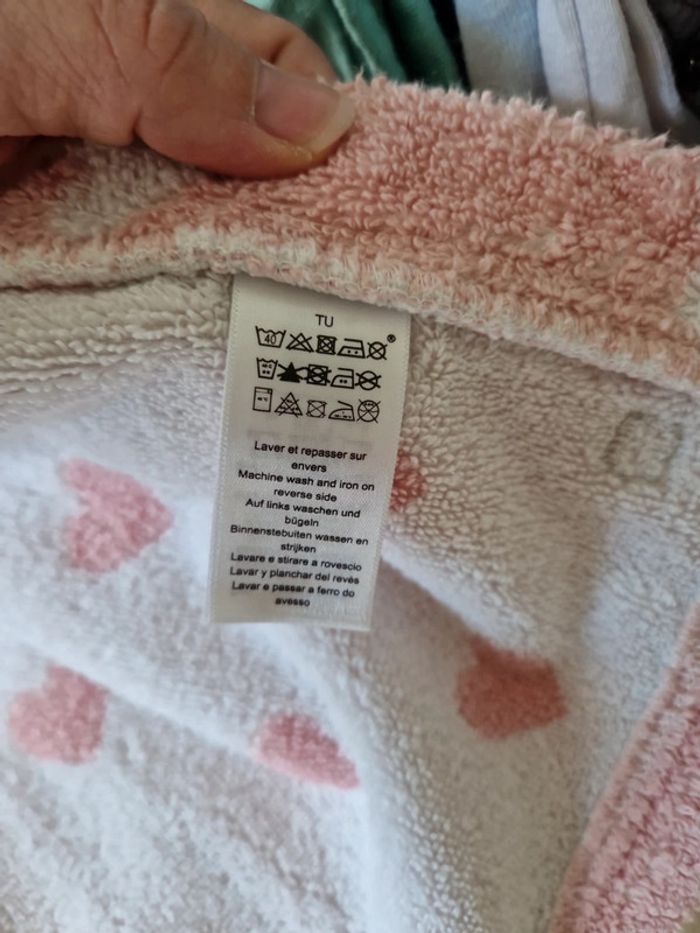 TU
40
®
Laver et repasser sur
envers
Machine wash and iron on
reverse side
Auf links waschen und
bügeln
Binnenstebuiten wassen en
strijken
Lavare e stirare a rovescio
Lavar y planchar del revés
Lavar e passar a ferro do
avesso